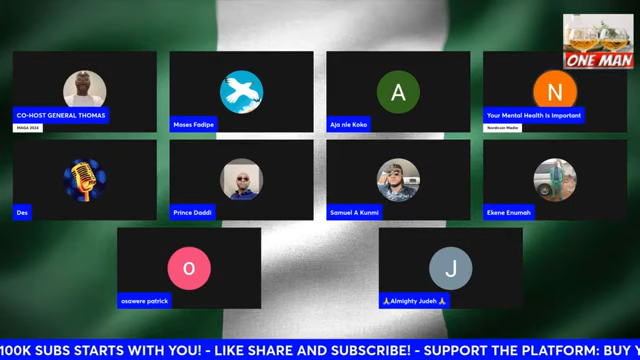 ONE MAN
CO-HOST GENERAL THOMAS
MAGA 2024
Moses Fadipe
A
Aja nle Koko
N
Your Mental Health Is Important
Nordicoin Media
Des
Prince Daddi
Samuel A Kunmi
Ekene Enumah
O
osawere patrick
J
🙏Almighty Judeh🙏
100K SUBS STARTS WITH YOU! - LIKE SHARE AND SUBSCRIBE! - SUPPORT THE PLATFORM: BUY